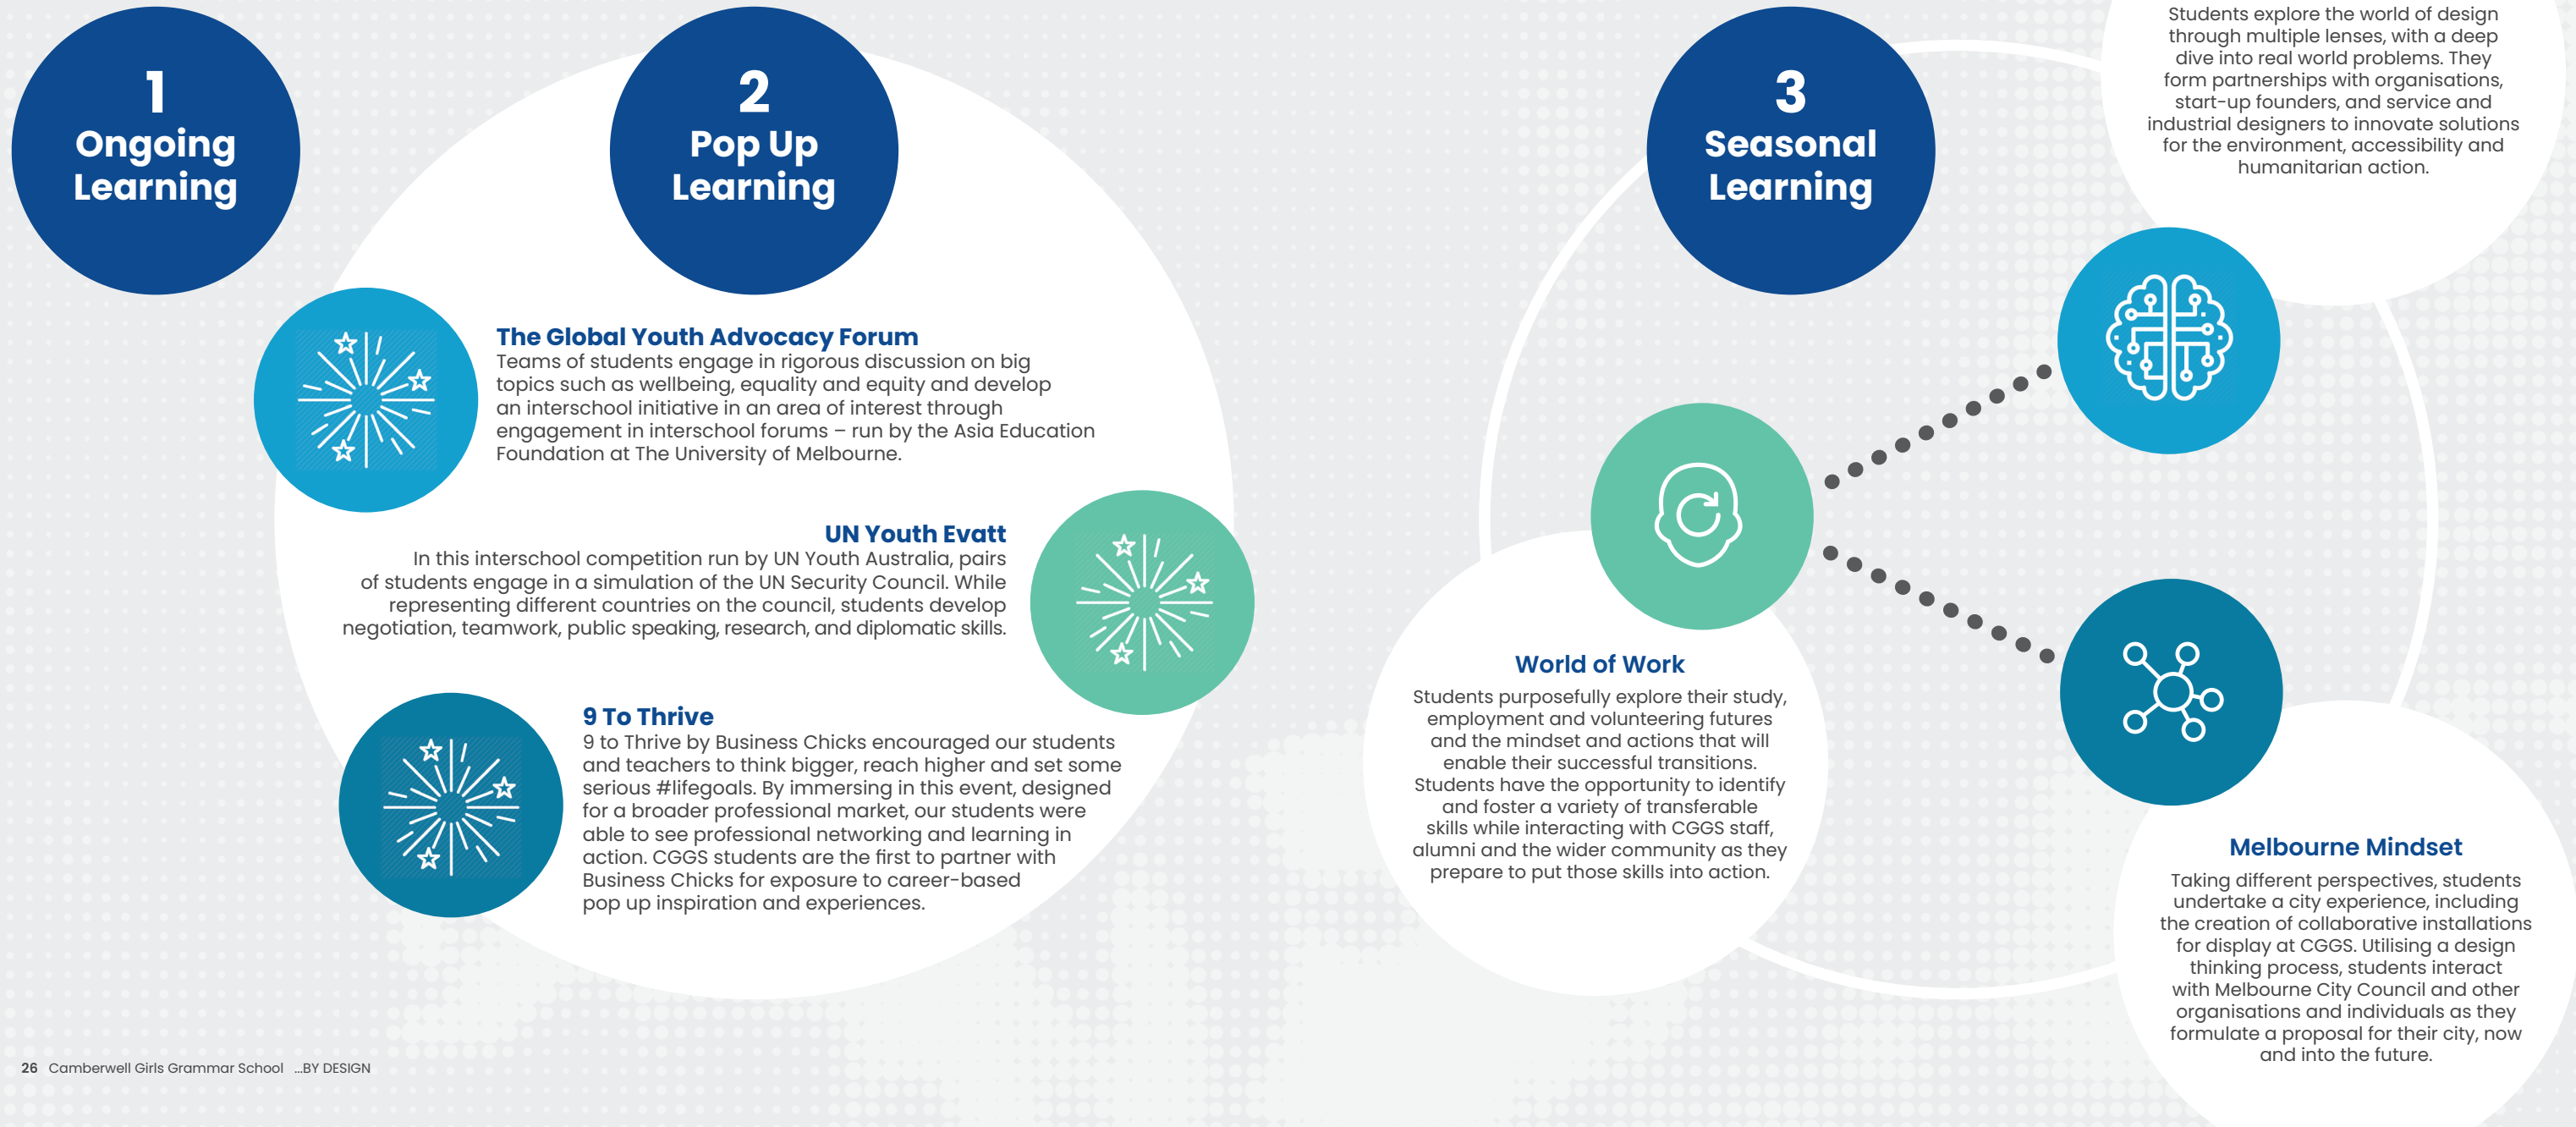 1
Ongoing
Learning
2
Pop Up
Learning
The Global Youth Advocacy Forum
Teams of students engage in rigorous discussion on big
topics such as wellbeing, equality and equity and develop
an interschool initiative in an area of interest through
engagement in interschool forums – run by the Asia Education
Foundation at The University of Melbourne.
UN Youth Evatt
In this interschool competition run by UN Youth Australia, pairs
of students engage in a simulation of the UN Security Council. While
representing different countries on the council, students develop
negotiation, teamwork, public speaking, research, and diplomatic skills.
9 To Thrive
9 to Thrive by Business Chicks encouraged our students
and teachers to think bigger, reach higher and set some
serious #lifegoals. By immersing in this event, designed
for a broader professional market, our students were
able to see professional networking and learning in
action. CGGS students are the first to partner with
Business Chicks for exposure to career-based
pop up inspiration and experiences.
3
Seasonal
Learning
Students explore the world of design
through multiple lenses, with a deep
dive into real world problems. They
form partnerships with organisations,
start-up founders, and service and
industrial designers to innovate solutions
for the environment, accessibility and
humanitarian action.
World of Work
Students purposefully explore their study,
employment and volunteering futures
and the mindset and actions that will
enable their successful transitions.
Students have the opportunity to identify
and foster a variety of transferable
skills while interacting with CGGS staff,
alumni and the wider community as they
prepare to put those skills into action.
Melbourne Mindset
Taking different perspectives, students
undertake a city experience, including
the creation of collaborative installations
for display at CGGS. Utilising a design
thinking process, students interact
with Melbourne City Council and other
organisations and individuals as they
formulate a proposal for their city, now
and into the future.
26 Camberwell Girls Grammar School ...BY DESIGN